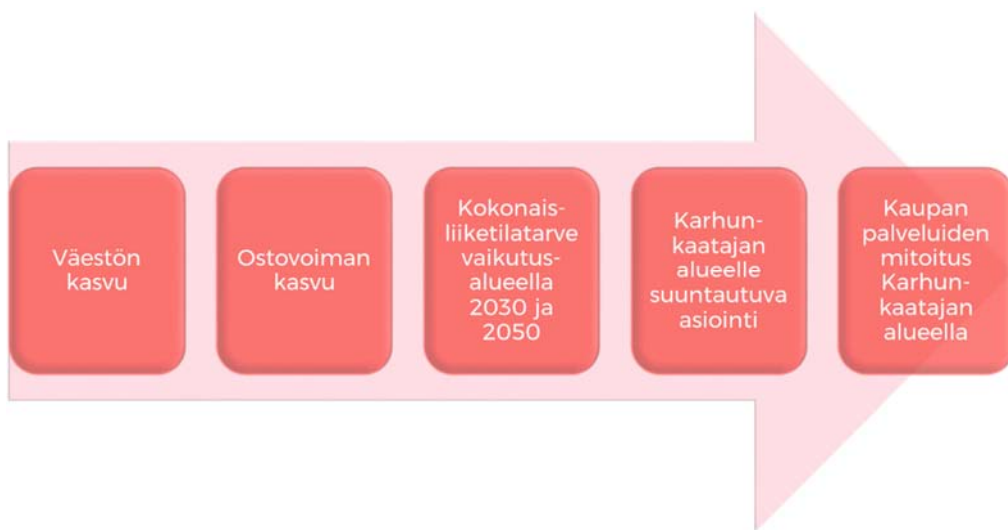 Väestön
kasvu
Ostovoiman
kasvu
Kokonais-
liiketilatarve
vaikutus-
alueella
2030 ja
2050
Karhun-
kaatajan
alueelle
suuntautuva
asiointi
Kaupan
palveluiden
mitoitus
Karhun-
kaatajan
alueella